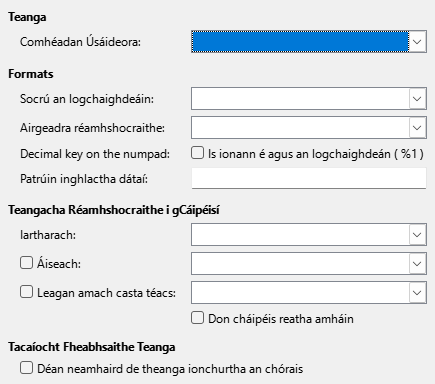 Teanga
Comhéadan Úsáideora:
Formats
Socrú an logchaighdeáin:
Airgeadra réamhshocraithe:
Decimal key on the numpad:
Is ionann é agus an logchaighdeán ( %1 )
Patrúin inghlactha dátaí:
Teangacha Réamhshocraithe i gCáipéisí
Iartharach:
Áiseach:
Leagan amach casta téacs:
Don cháipéis reatha amháin
Tacaíocht Fheabhsaithe Teanga
Déan neamhaird de theanga ionchurtha an chórais